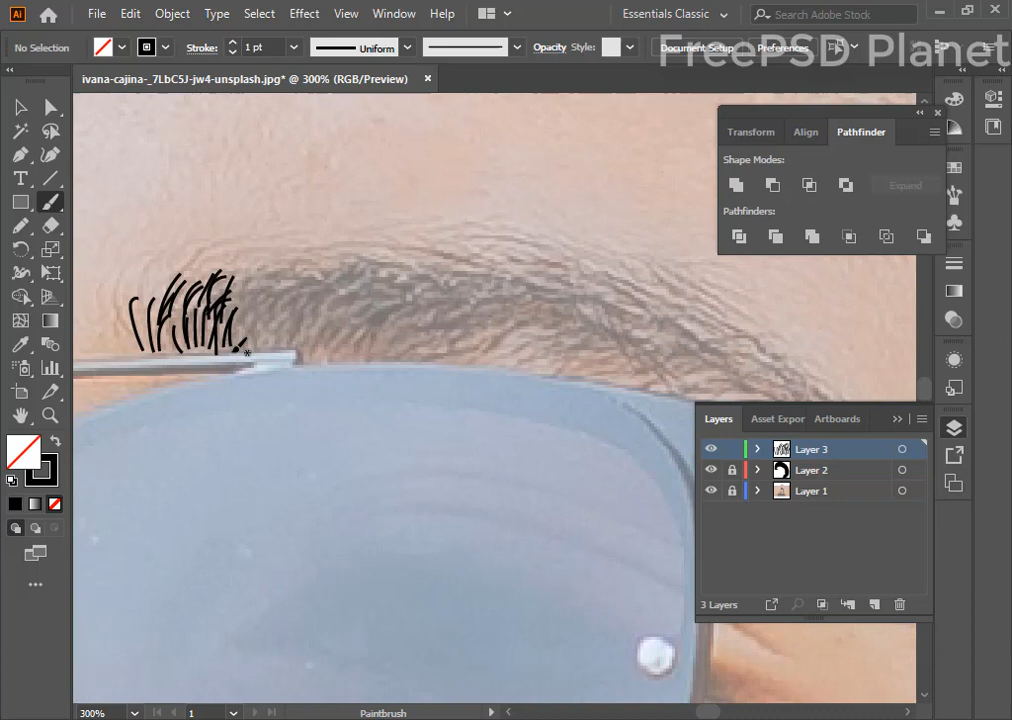 Ai File Edit Object Type Select Effect View Window Help Essentials Classic Search Adobe Stock
No Selection Stroke: 1 pt Uniform Opacity Style: Document Setup Preferences
FreePSD Planet
ivana-cajina-_7LbC5J-jw4-unsplash.jpg* @ 300% (RGB/Preview)
Transform Align Pathfinder
Shape Modes:
Expand
Pathfinders:
Layers Asset Expor Artboards
Layer 3
Layer 2
Layer 1
3 Layers
300% 1 Paintbrush